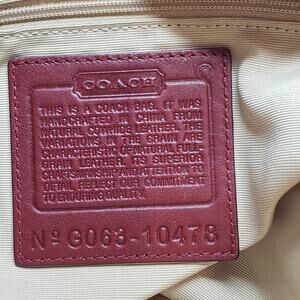 COACH
THIS IS A COACH BAG. IT WAS
HANDCRAFTED IN CHINA FROM
NATURAL COWHIDE LEATHER. THE
VARIATIONS IN THE GRAIN ARE
CHARACTERISTIC OF NATURAL FULL
GRAIN LEATHER. ITS SUPERIOR
CRAFTSMANSHIP AND ATTENTION TO
DETAIL REFLECT OUR COMMITMENT
TO ENDURING QUALITY.
Nº G063-10478